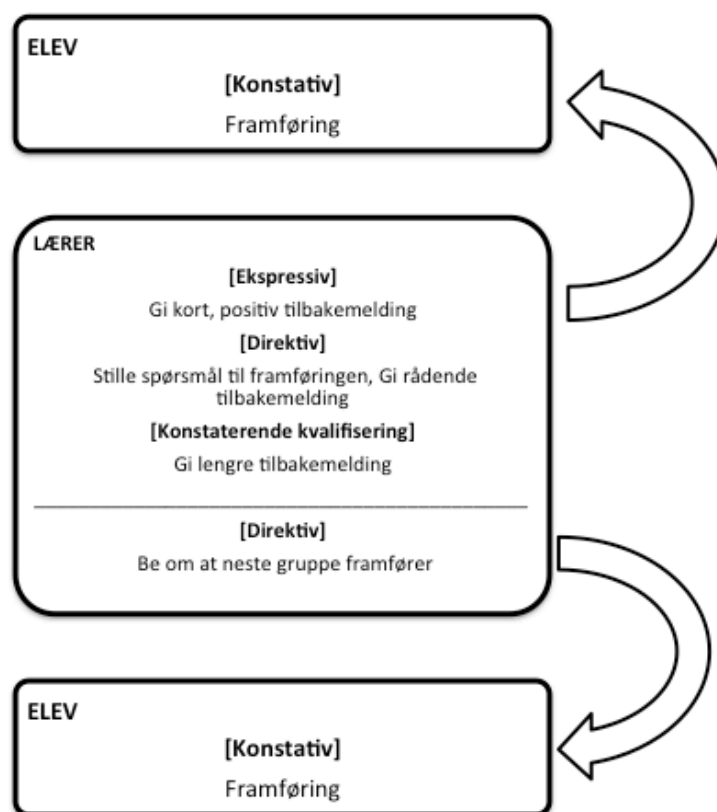 ELEV
[Konstativ]
Framføring
LÆRER
[Ekspressiv]
Gi kort, positiv tilbakemelding
[Direktiv]
Stille spørsmål til framføringen, Gi rådende
tilbakemelding
[Konstaterende kvalifisering]
Gi lengre tilbakemelding
[Direktiv]
Be om at neste gruppe framfører
ELEV
[Konstativ]
Framføring